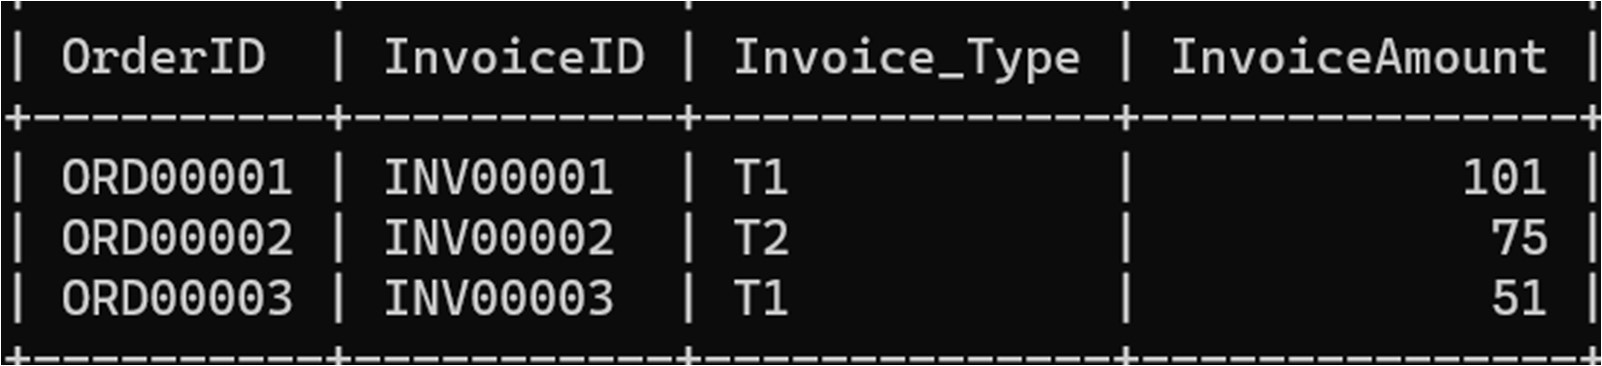 | OrderID | InvoiceID | Invoice_Type | InvoiceAmount |
+-----------+-----------+--------------+---------------+
| ORD00001 | INV00001 | T1 | 101 |
| ORD00002 | INV00002 | T2 | 75 |
| ORD00003 | INV00003 | T1 | 51 |
+-----------+-----------+--------------+---------------+